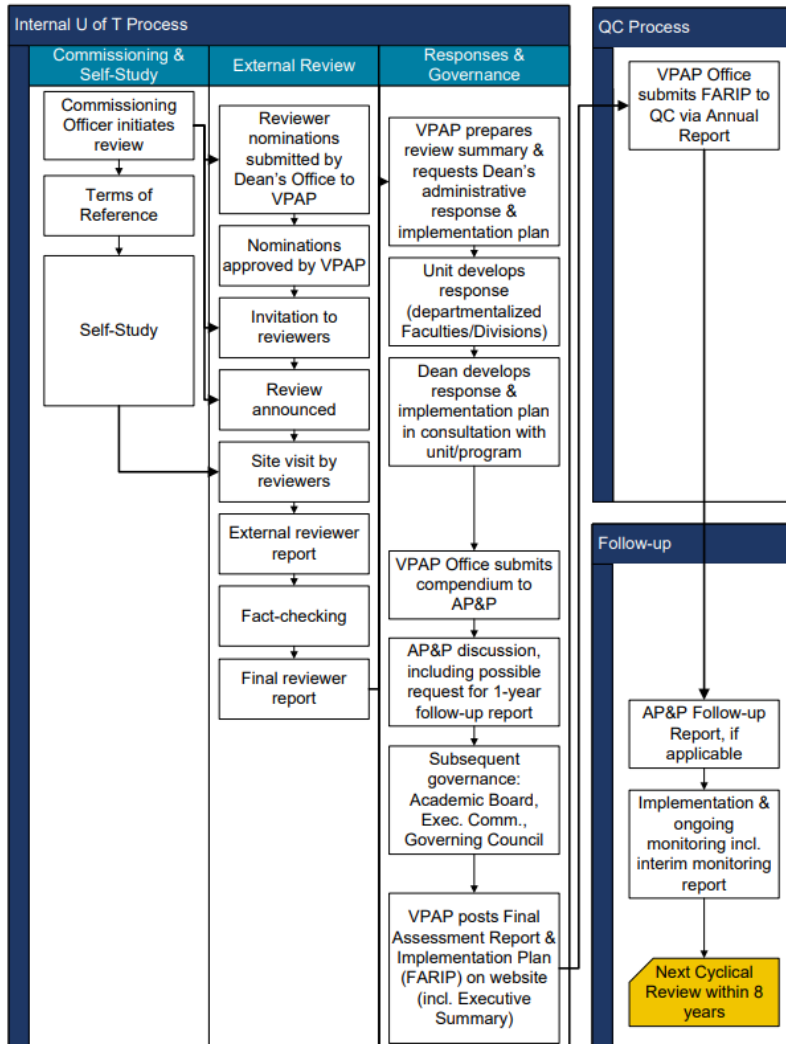 Internal U of T Process
Commissioning &
Self-Study
Commissioning
Officer initiates
review
Terms of
Reference
Self-Study
External Review
Reviewer
nominations
submitted by
Dean's Office to
VPAP
Nominations
approved by VPAP
Invitation to
reviewers
Review
announced
Site visit by
reviewers
External reviewer
report
Fact-checking
Final reviewer
report
Responses &
Governance
VPAP prepares
review summary &
requests Dean's
administrative
response &
implementation plan
Unit develops
response
(departmentalized
Faculties/Divisions)
Dean develops
response &
implementation plan
in consultation with
unit/program
VPAP Office submits
compendium to
AP&P
AP&P discussion,
including possible
request for 1-year
follow-up report
Subsequent
governance:
Academic Board,
Exec. Comm.,
Governing Council
VPAP posts Final
Assessment Report &
Implementation Plan
(FARIP) on website
(incl. Executive
Summary)
QC Process
VPAP Office
submits FARIP to
QC via Annual
Report
Follow-up
AP&P Follow-up
Report, if
applicable
Implementation &
ongoing
monitoring incl.
interim monitoring
report
Next Cyclical
Review within 8
years